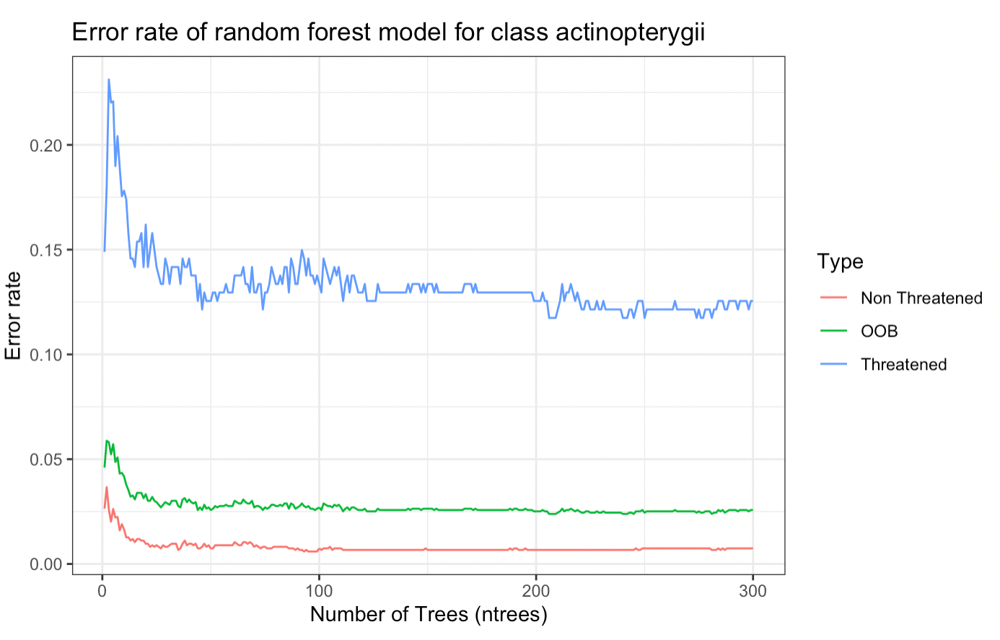 Error rate of random forest model for class actinopterygii
Error rate
0.20
0.15
0.10
0.05
0.00
0
100
200
300
Number of Trees (ntrees)
Type
Non Threatened
OOB
Threatened